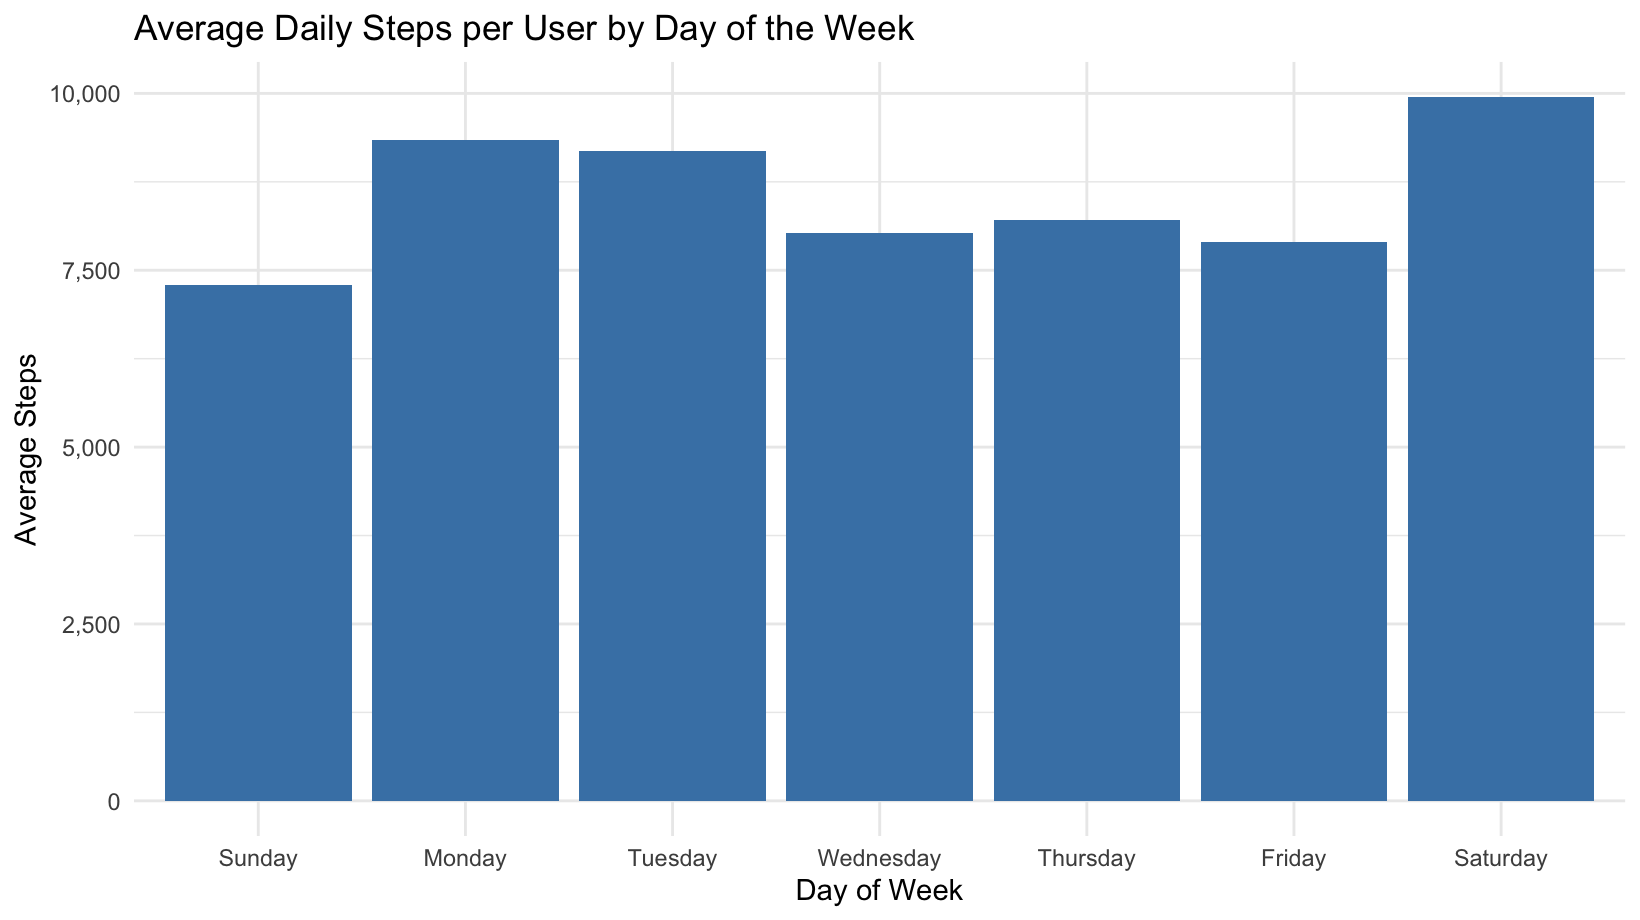 Average Daily Steps per User by Day of the Week
10,000
7,500
5,000
2,500
0
Average Steps
Sunday Monday Tuesday Wednesday Thursday Friday Saturday
Day of Week